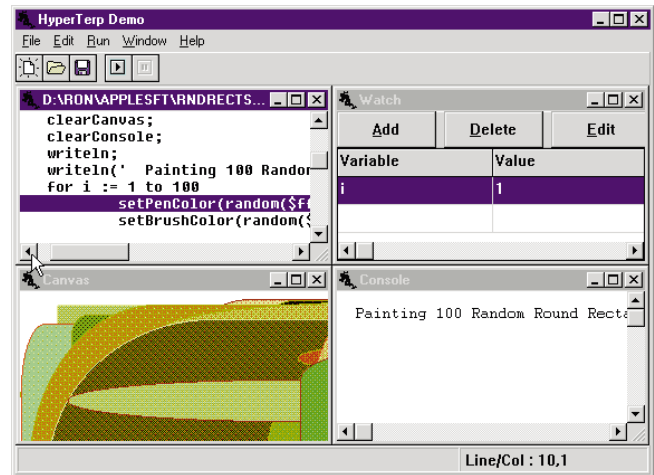 HyperTerp Demo
File Edit Run Window Help
D:\RON\APPLESFT\RNDRECTS...
clearCanvas;
clearConsole;
writeln;
writeln(' Painting 100 Random
for i := 1 to 100
setPenColor(random($ff
setBrushColor(random($
Watch
Add Delete Edit
Variable Value
i 1
Canvas
Console
Painting 100 Random Round Recta
Line/Col : 10,1